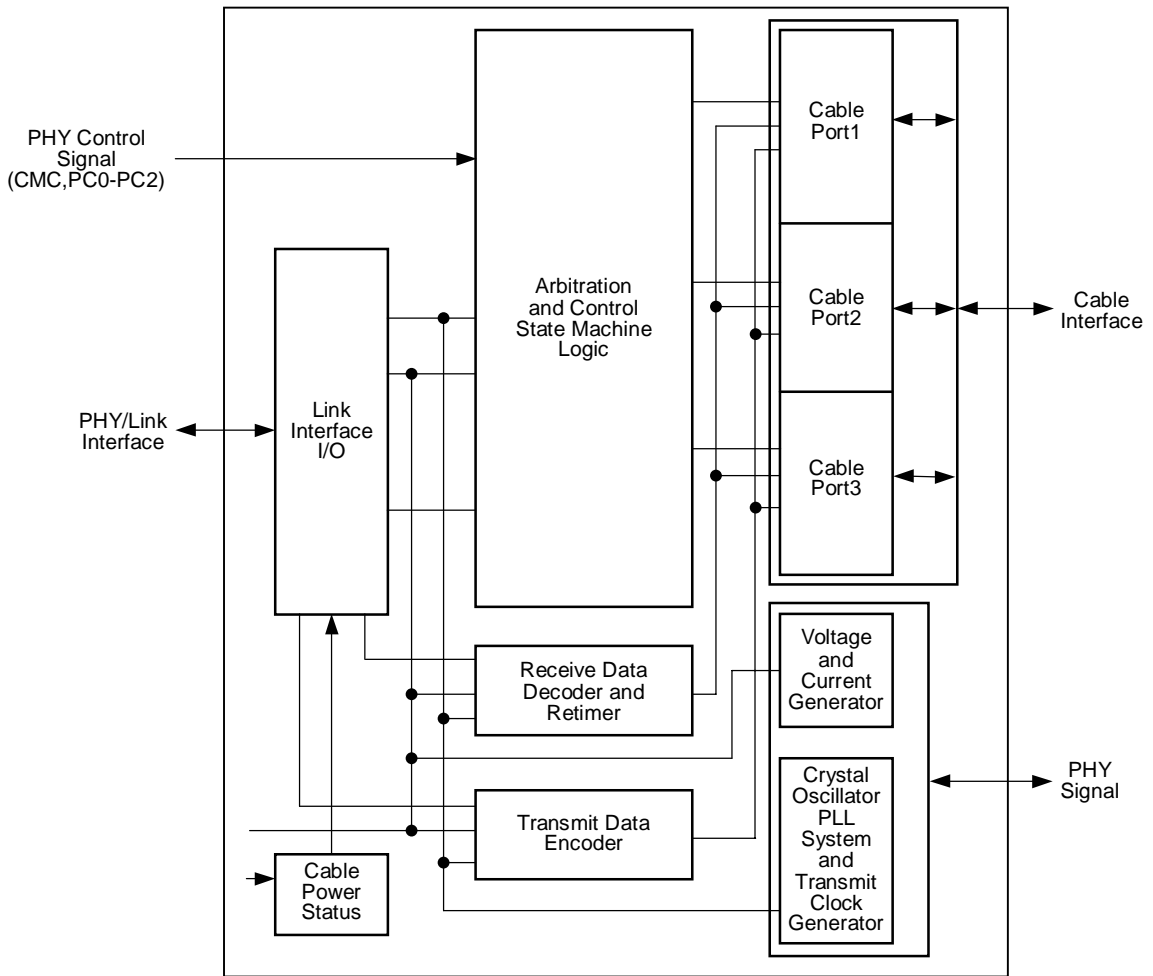 PHY Control
Signal
(CMC,PC0-PC2)
PHY/Link
Interface
Link
Interface
I/O
Arbitration
and Control
State Machine
Logic
Cable
Port1
Cable
Port2
Cable
Port3
Cable
Interface
Receive Data
Decoder and
Retimer
Transmit Data
Encoder
Cable
Power
Status
Voltage
and
Current
Generator
Crystal
Oscillator
PLL
System
and
Transmit
Clock
Generator
PHY
Signal